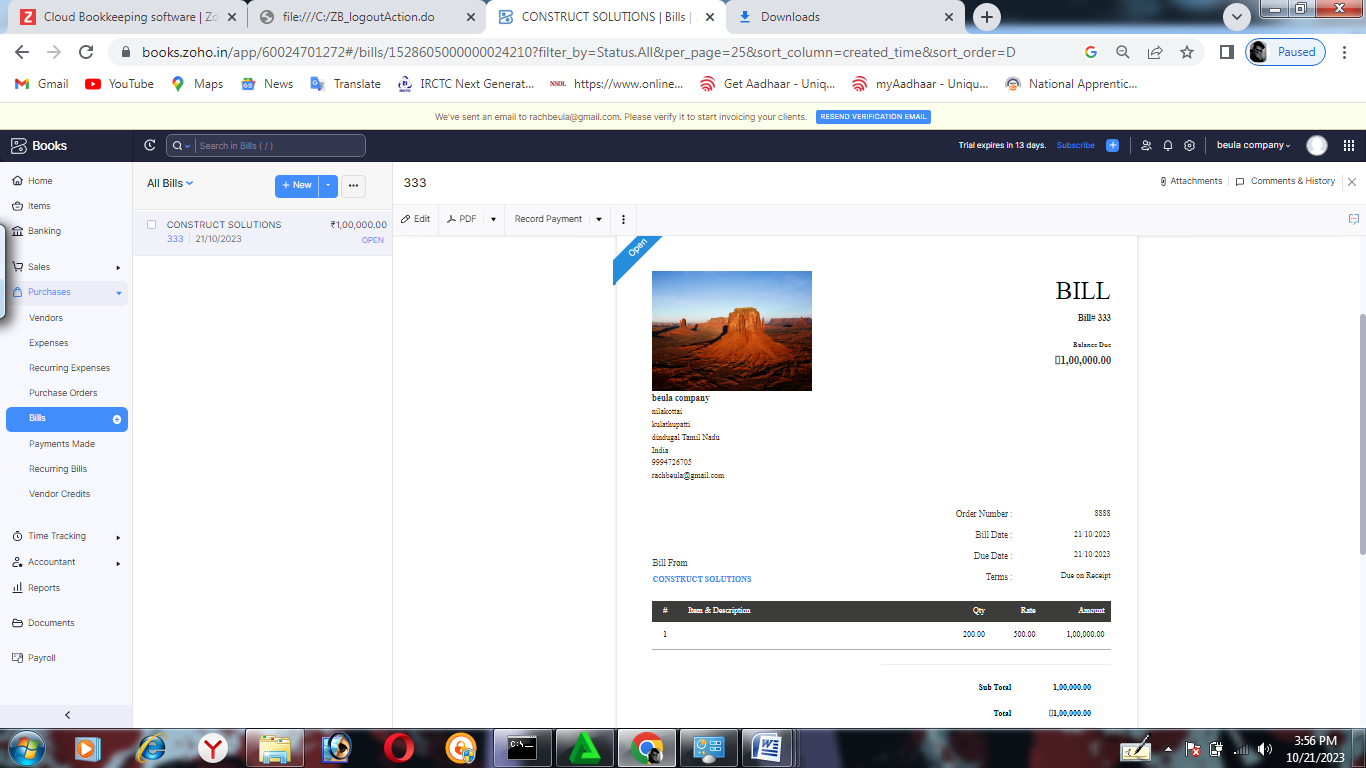 Cloud Bookkeeping software | Zo
file:///C:/ZB_logoutAction.do
CONSTRUCT SOLUTIONS | Bills |
Downloads
books.zoho.in/app/60024701272#/bills/1528605000000024210?filter_by=Status.All&per_page=25&sort_column=created_time&sort_order=D
Paused
Gmail YouTube Maps News Translate IRCTC Next Generat... NSDL https://www.online... Get Aadhaar - Uniq... myAadhaar - Uniqu... National Apprentic...
We've sent an email to rachbeula@gmail.com. Please verify it to start invoicing your clients. RESEND VERIFICATION EMAIL
Books
Search in Bills ( / )
Trial expires in 13 days. Subscribe
beula company
Home
Items
Banking
Sales
Purchases
Vendors
Expenses
Recurring Expenses
Purchase Orders
Bills
Payments Made
Recurring Bills
Vendor Credits
Time Tracking
Accountant
Reports
Documents
Payroll
All Bills
+ New
CONSTRUCT SOLUTIONS ₹1,00,000.00
333 | 21/10/2023 OPEN
333
Attachments
Comments & History
Edit
PDF
Record Payment
Open
BILL
Bill# 333
Balance Due
1,00,000.00
beula company
nilakottai
kulathupatti
dindugal Tamil Nadu
India
9994726705
rachbeula@gmail.com
Order Number : 8888
Bill Date : 21/10/2023
Due Date : 21/10/2023
Terms : Due on Receipt
Bill From
CONSTRUCT SOLUTIONS
# Item & Description Qty Rate Amount
1 200.00 500.00 1,00,000.00
Sub Total 1,00,000.00
Total 1,00,000.00
3:56 PM
10/21/2023